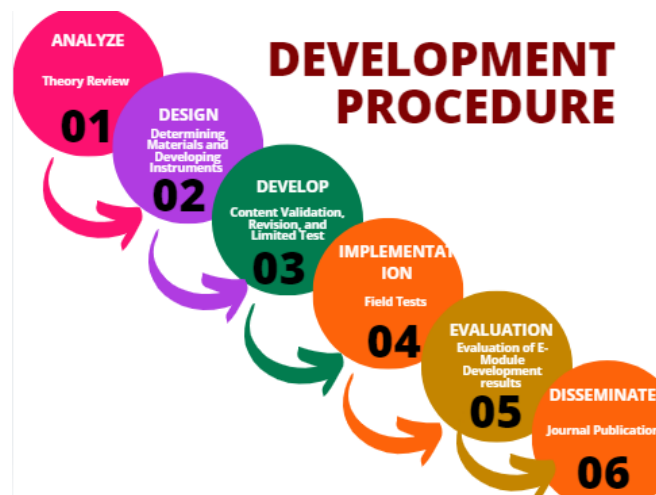 DEVELOPMENT
PROCEDURE
ANALYZE
Theory Review
01
DESIGN
Determining
Materials and
Developing
Instruments
02
DEVELOP
Content Validation,
Revision, and
Limited Test
03
IMPLEMENTAT
ION
Field Tests
04
EVALUATION
Evaluation of E-
Module
Development
results
05
DISSEMINATE
Journal Publication
06